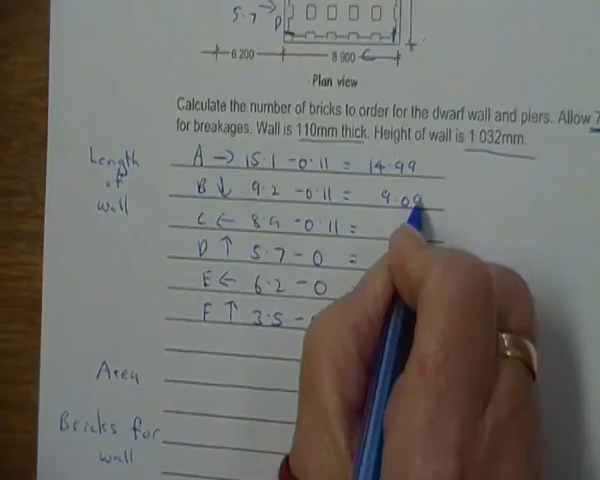 5.7 →
D
6 200
8 900 C
Plan view
Calculate the number of bricks to order for the dwarf wall and piers. Allow 7
for breakages. Wall is 110mm thick. Height of wall is 1 032mm.
Length of wall
A → 15.1 - 0.11 = 14.99
B ↓ 9.2 - 0.11 = 9.09
C ← 8.9 - 0.11 =
D ↑ 5.7 - 0 =
E ← 6.2 - 0
F ↑ 3.5 -
Area
Bricks for
wall